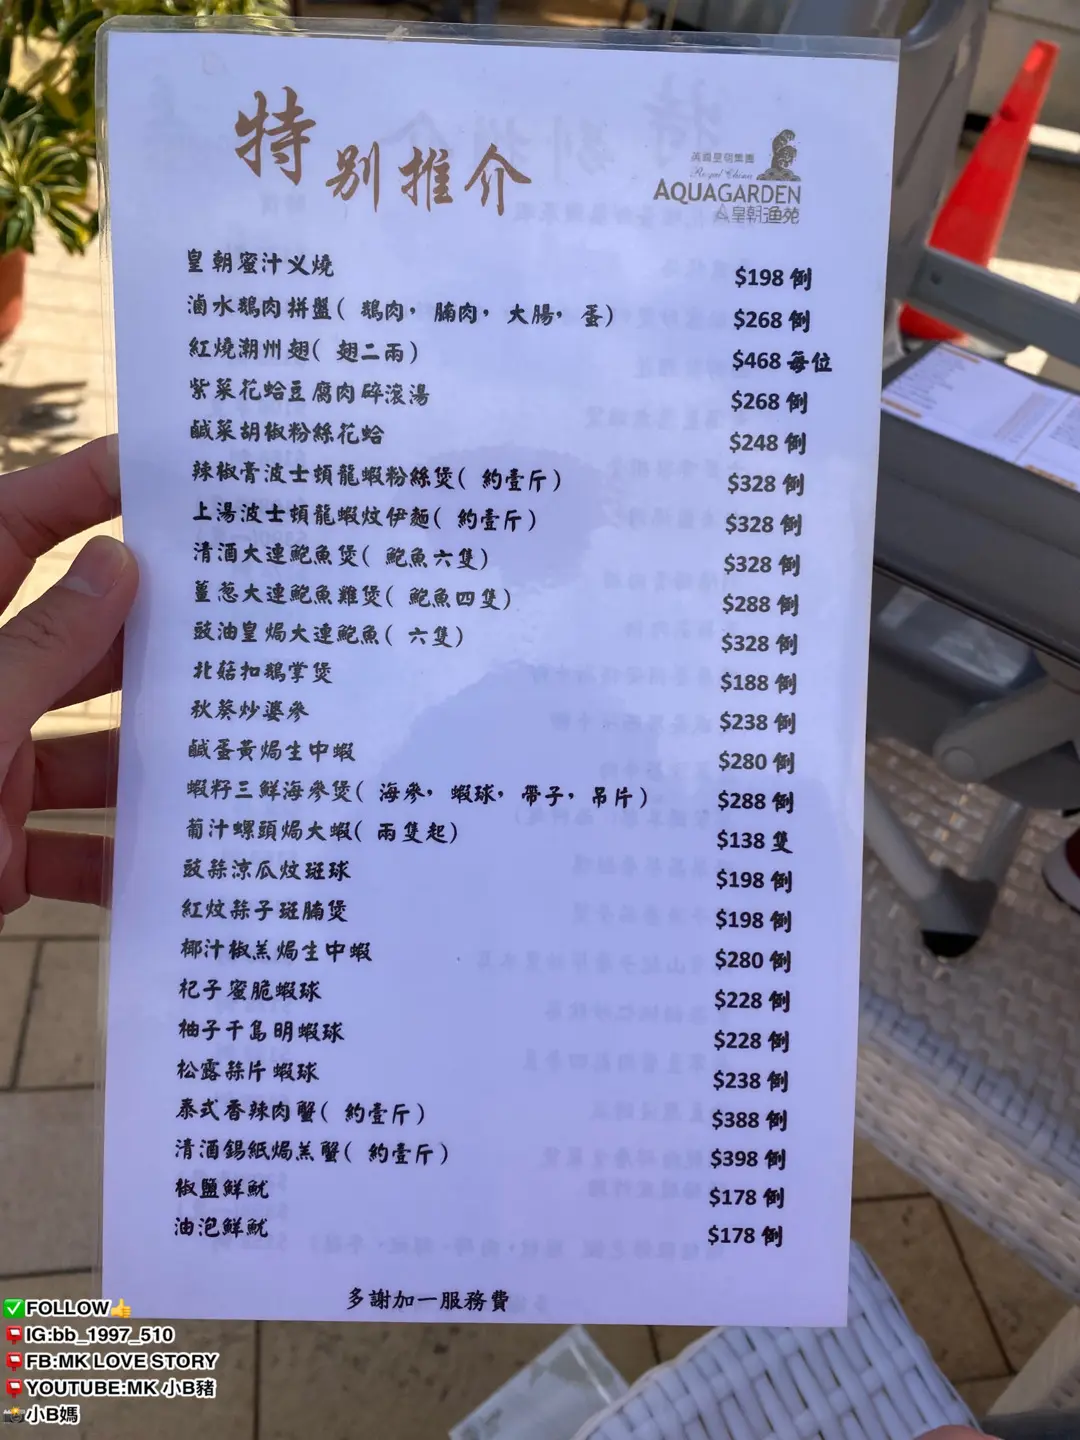 特別推介
英國皇朝集團
Royal China
AQUAGARDEN
皇朝漁苑
皇朝蜜汁义燒 $198 例
滷水鵝肉拼盤( 鵝肉，腩肉，大腸，蛋) $268 例
紅燒潮州翅( 翅二兩) $468 每位
紫菜花蛤豆腐肉碎滾湯 $268 例
鹹菜胡椒粉絲花蛤 $248 例
辣椒膏波士頓龍蝦粉絲煲( 約壹斤) $328 例
上湯波士頓龍蝦炆伊麵( 約壹斤) $328 例
清酒大連鮑魚煲( 鮑魚六隻) $328 例
薑葱大連鮑魚雞煲( 鮑魚四隻) $288 例
豉油皇焗大連鮑魚( 六隻) $328 例
北菇扣鵝掌煲 $188 例
秋葵炒婆參 $238 例
鹹蛋黃焗生中蝦 $280 例
蝦籽三鮮海參煲( 海參，蝦球，帶子，吊片) $288 例
葡汁螺頭焗大蝦( 兩隻起) $138 隻
豉蒜涼瓜炆斑球 $198 例
紅炆蒜子斑腩煲 $198 例
椰汁椒羔焗生中蝦 $280 例
杞子蜜脆蝦球 $228 例
柚子千島明蝦球 $228 例
松露蒜片蝦球 $238 例
泰式香辣肉蟹( 約壹斤) $388 例
清酒錫紙焗羔蟹( 約壹斤) $398 例
椒鹽鮮魷 $178 例
油泡鮮魷 $178 例
多謝加一服務費
FOLLOW
IG:bb_1997_510
FB:MK LOVE STORY
YOUTUBE:MK 小B豬
小B媽